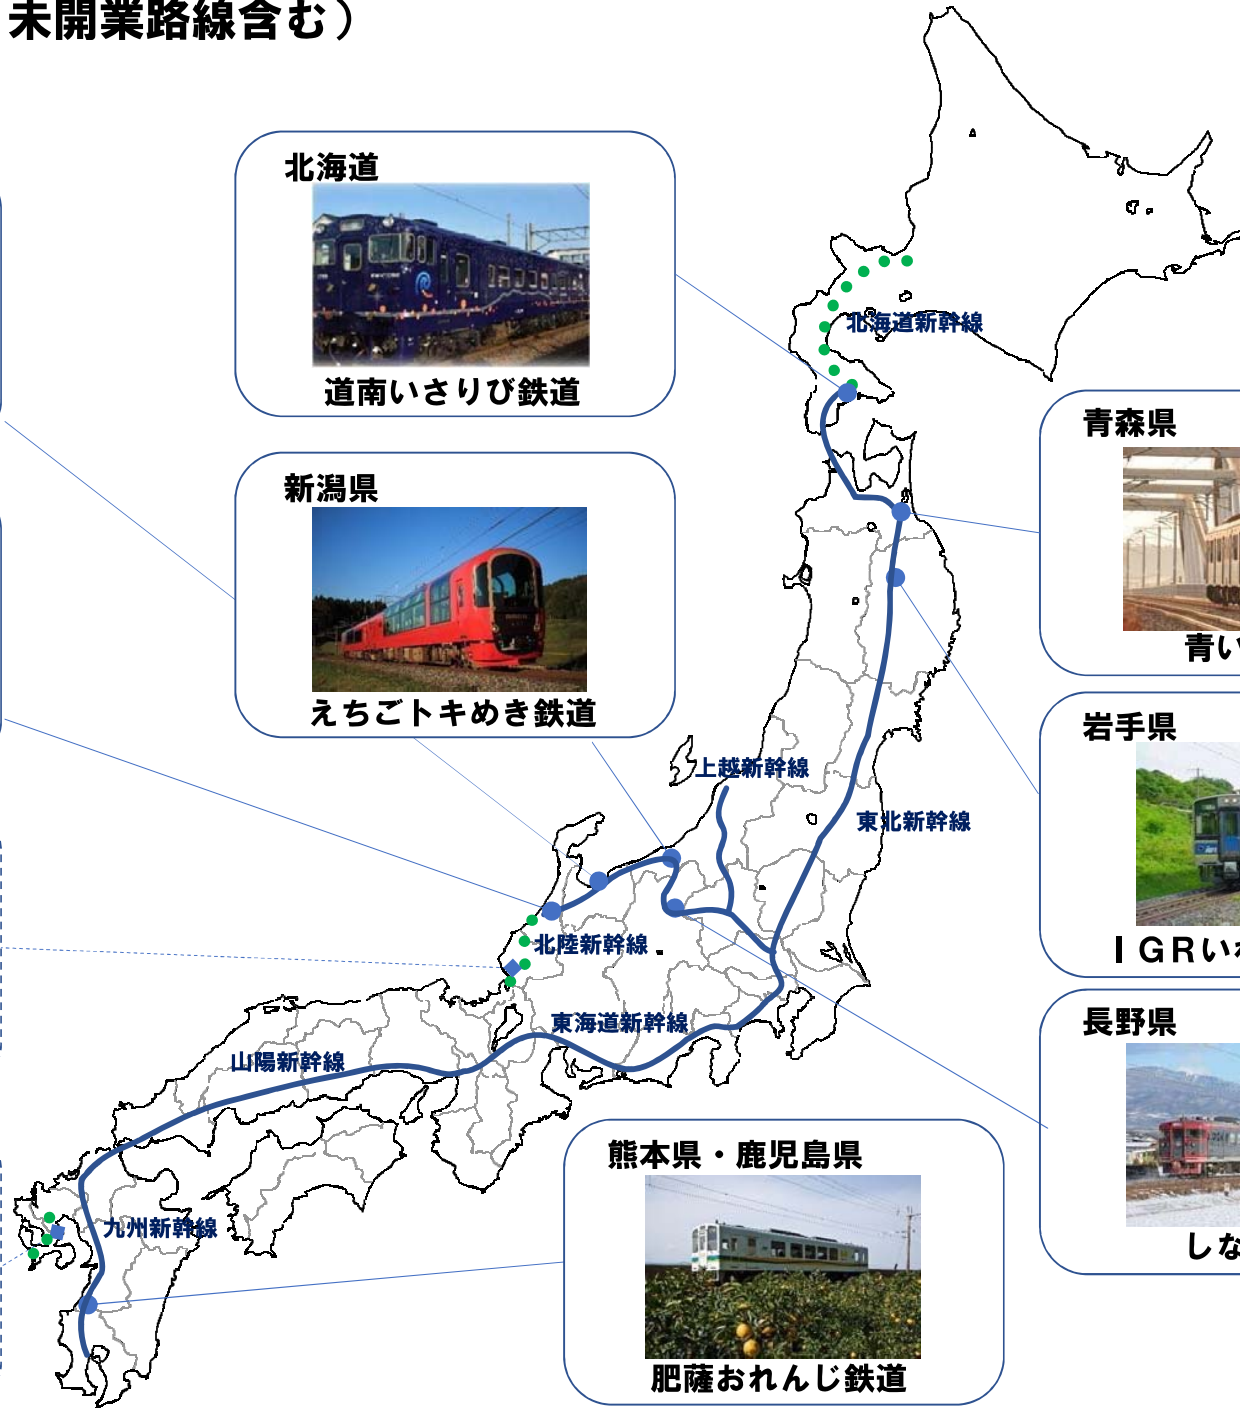 未開業路線含む）
北海道
道南いさりび鉄道
北海道新幹線
青森県
青い
新潟県
えちごトキめき鉄道
岩手県
ＩＧＲいわ
上越新幹線
東北新幹線
北陸新幹線
長野県
しな
東海道新幹線
山陽新幹線
九州新幹線
熊本県・鹿児島県
肥薩おれんじ鉄道